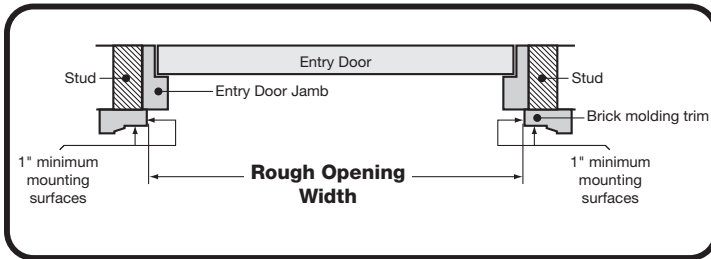 Entry Door
Stud
Stud
Entry Door Jamb
Brick molding trim
1" minimum
mounting
surfaces
Rough Opening
Width
1" minimum
mounting
surfaces